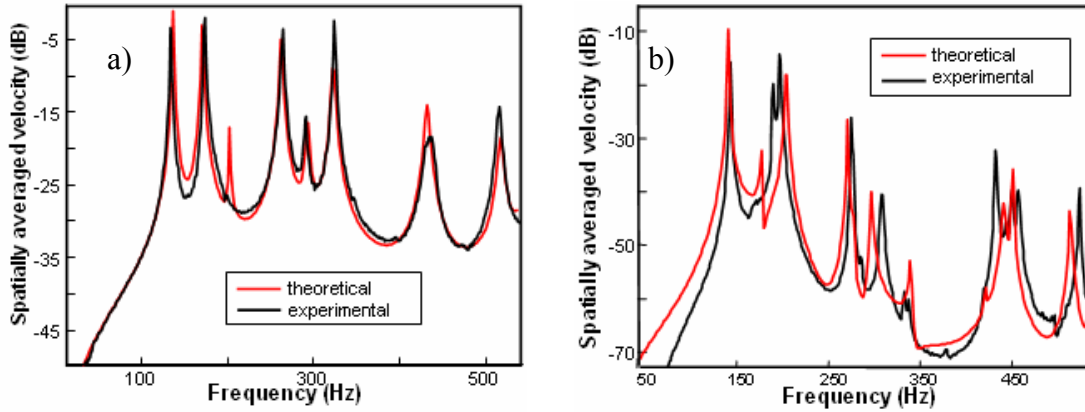 a)
Spatially averaged velocity (dB)
-5
-15
-25
-35
-45
theoretical
experimental
100
300
500
Frequency (Hz)
b)
Spatially averaged velocity (dB)
-10
-30
-50
-70
theoretical
experimental
50
150
250
350
450
Frequency (Hz)